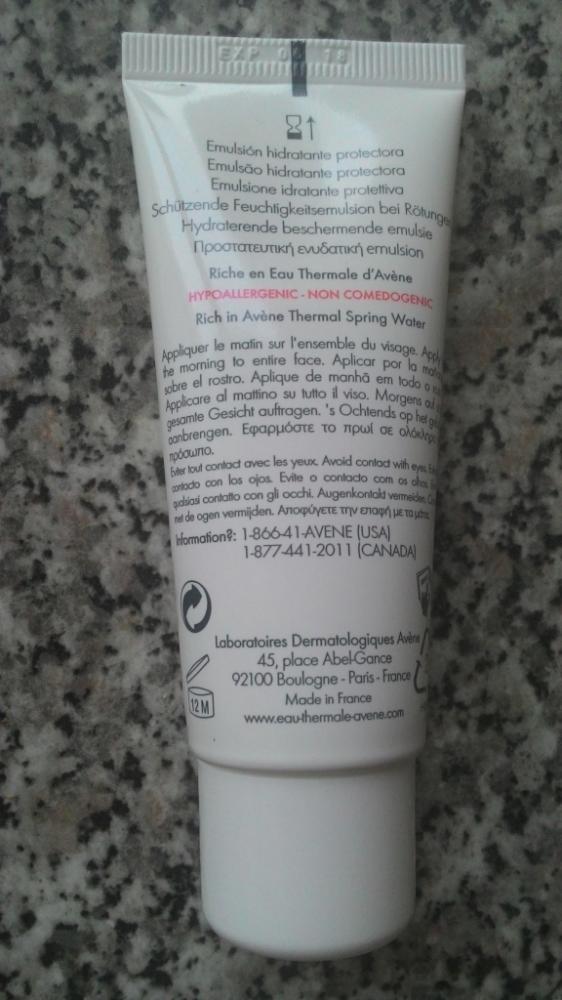 EXP 18
Emulsión hidratante protectora
Emulsão hidratante protectora
Emulsione idratante protettiva
Schützende Feuchtigkeitsemulsion bei
Hydraterende beschermende emulsie
Προστατευτική ενυδατική emulsion
Riche en Eau Thermale d'Avène
HYPOALLERGENIC - NON COMEDOGENIC
Rich in Avène Thermal Spring Water
Appliquer le matin sur l'ensemble du visage.
the morning to entire face. Aplicar por la
sobre el rostro. Aplique de manhã em todo o
Applicare al mattino su tutto il viso. Morgens
gesamte Gesicht auftragen. 's Ochtends op het
aanbrengen. Εφαρμόστε το πρωί σε
πρόσωπο.
Eviter tout contact avec les yeux. Avoid contact with eyes.
contacto con los ojos. Evite o contacto com os olhos.
qualsiasi contatto con gli occhi. Augenkontakt vermeiden.
met de ogen vermijden. Αποφύγετε την επαφή με τα μάτια.
Information?: 1-866-41-AVENE (USA)
1-877-441-2011 (CANADA)
Laboratoires Dermatologiques Avène
45, place Abel-Gance
92100 Boulogne - Paris - France
Made in France
www.eau-thermale-avene.com
12 M